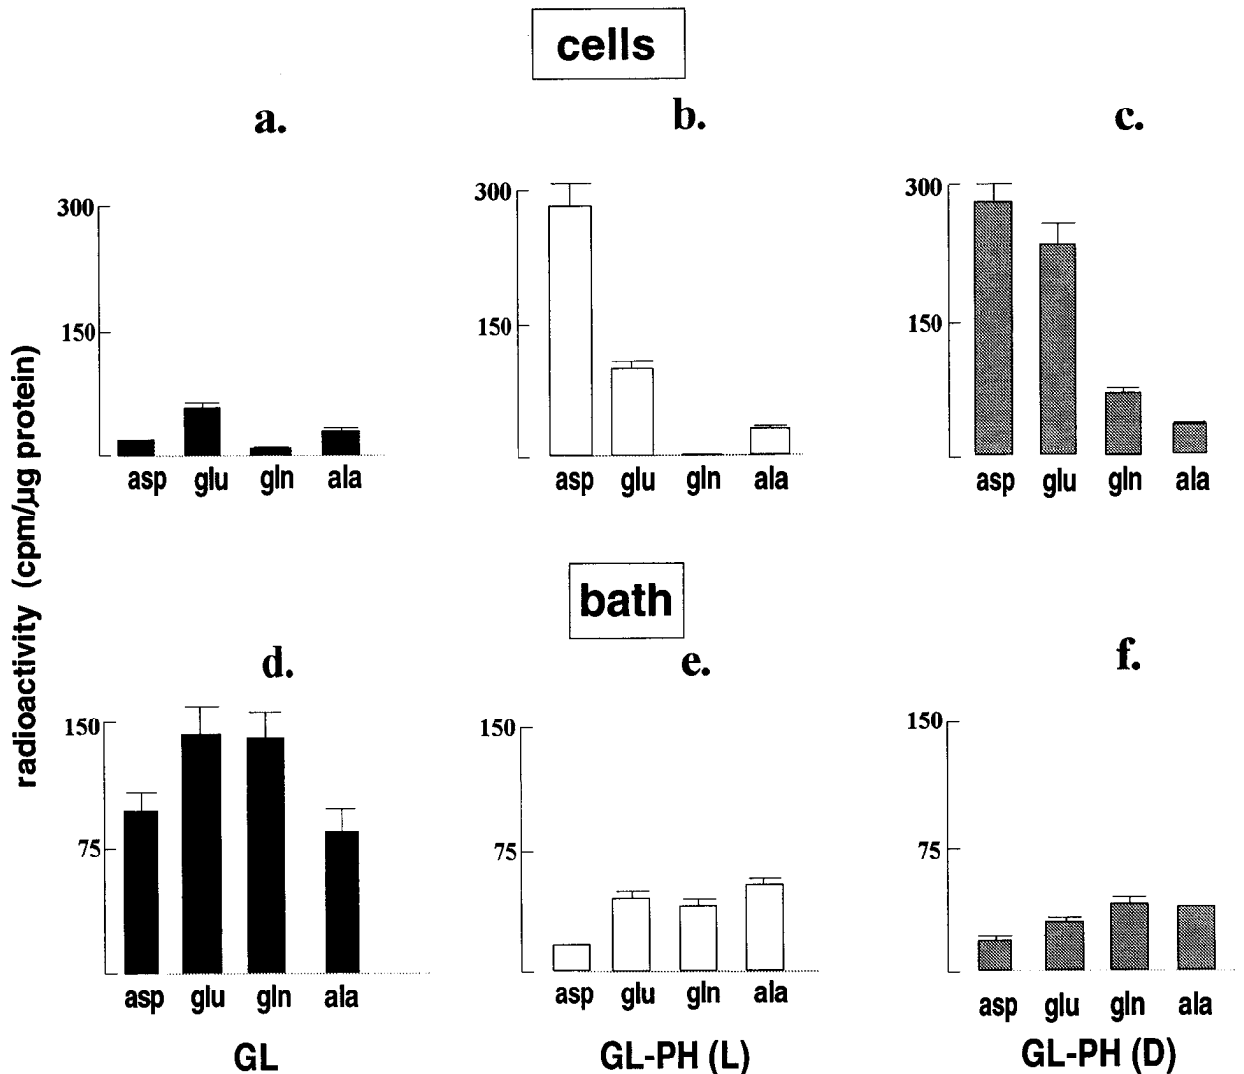 cells
a.
b.
c.
300
150
asp glu gln ala
300
150
asp glu gln ala
300
150
asp glu gln ala
radioactivity (cpm/µg protein)
bath
d.
e.
f.
150
75
asp glu gln ala
150
75
asp glu gln ala
150
75
asp glu gln ala
GL
GL-PH (L)
GL-PH (D)